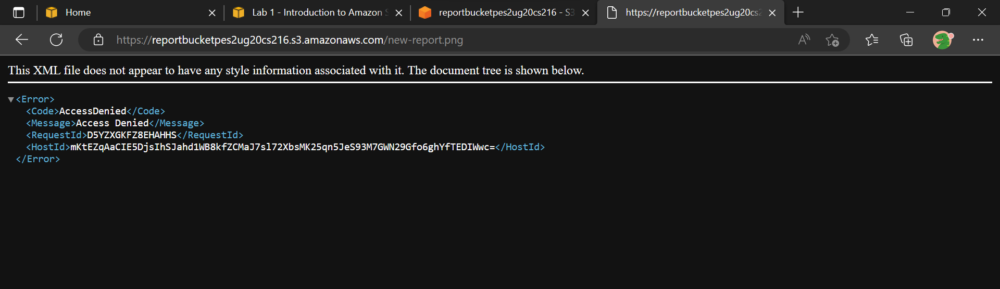 Home
Lab 1 - Introduction to Amazon S
reportbucketpes2ug20cs216 - S3
https://reportbucketpes2ug20cs2
https://reportbucketpes2ug20cs216.s3.amazonaws.com/new-report.png
This XML file does not appear to have any style information associated with it. The document tree is shown below.
<Error>
<Code>AccessDenied</Code>
<Message>Access Denied</Message>
<RequestId>D5YZXGKFZ8EHAHHS</RequestId>
<HostId>mKtEZqAaCIE5DjsIhSJahd1WB8kfZCMaJ7sl72XbsMK25qn5JeS93M7GWN29Gfo6ghYfTEDIWwc=</HostId>
</Error>